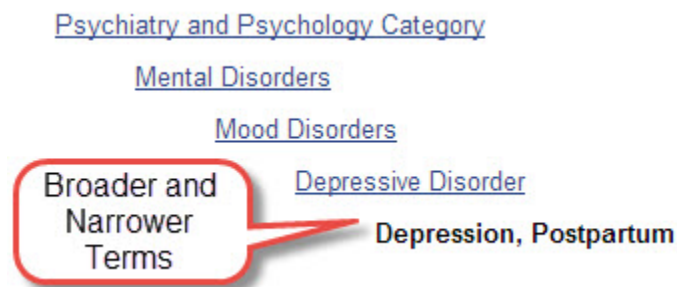 Psychiatry and Psychology Category
Mental Disorders
Mood Disorders
Depressive Disorder
Broader and
Narrower
Terms
Depression, Postpartum